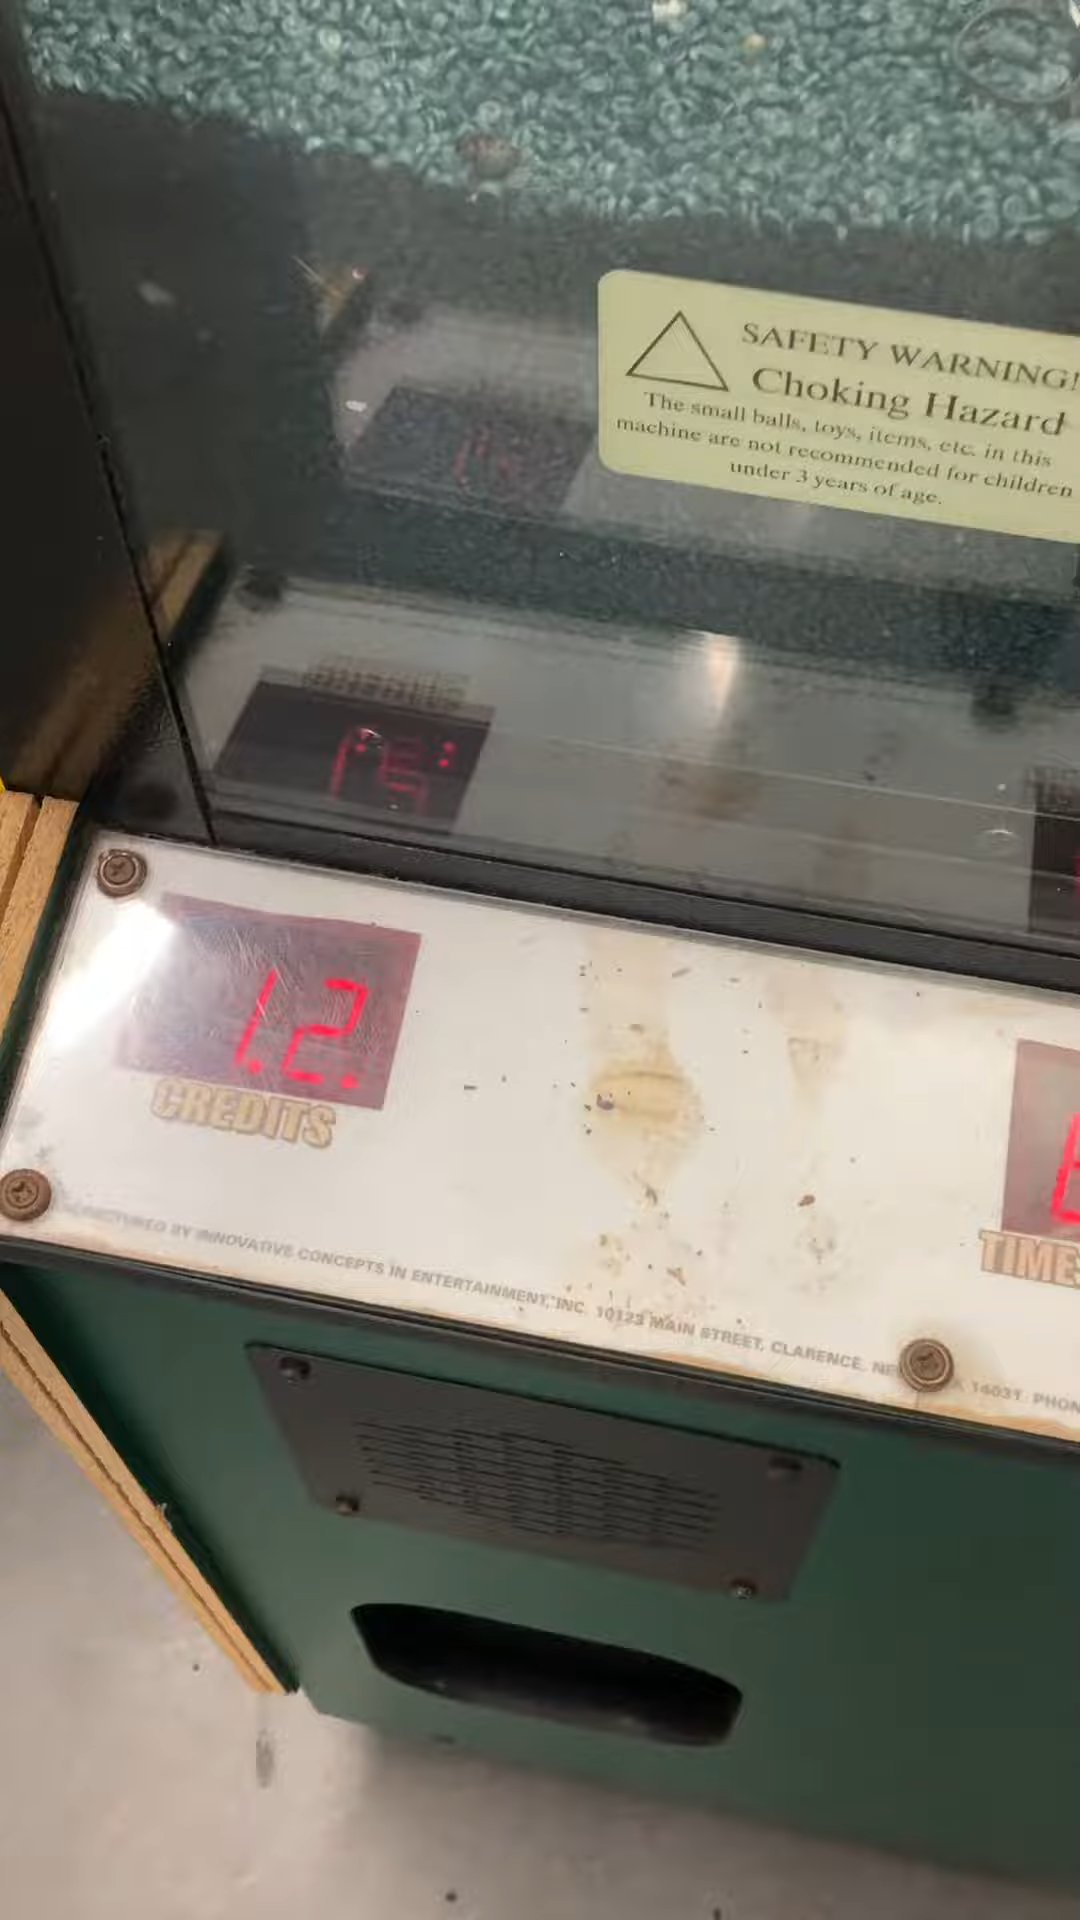 SAFETY WARNING!
Choking Hazard
The small balls, toys, items, etc. in this
machine are not recommended for children
under 3 years of age.
1.2.
CREDITS
TIME
BY INNOVATIVE CONCEPTS IN ENTERTAINMENT, INC. 10123 MAIN STREET, CLARENCE, NE 14031 PHON